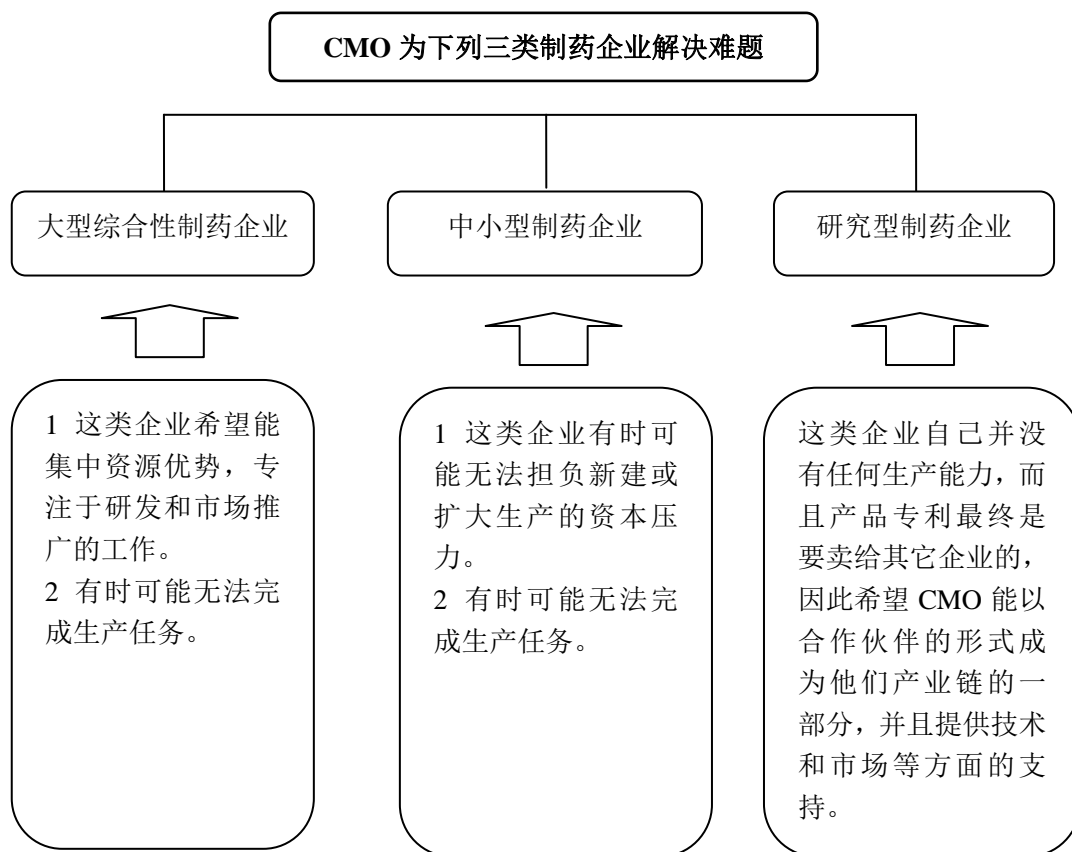 CMO 为下列三类制药企业解决难题
大型综合性制药企业
中小型制药企业
研究型制药企业
1 这类企业希望能
集中资源优势，专
注于研发和市场推
广的工作。
2 有时可能无法完
成生产任务。
1 这类企业有时可
能无法担负新建或
扩大生产的资本压
力。
2 有时可能无法完
成生产任务。
这类企业自己并没
有任何生产能力，而
且产品专利最终是
要卖给其它企业的，
因此希望 CMO 能以
合作伙伴的形式成
为他们产业链的一
部分，并且提供技术
和市场等方面的支
持。